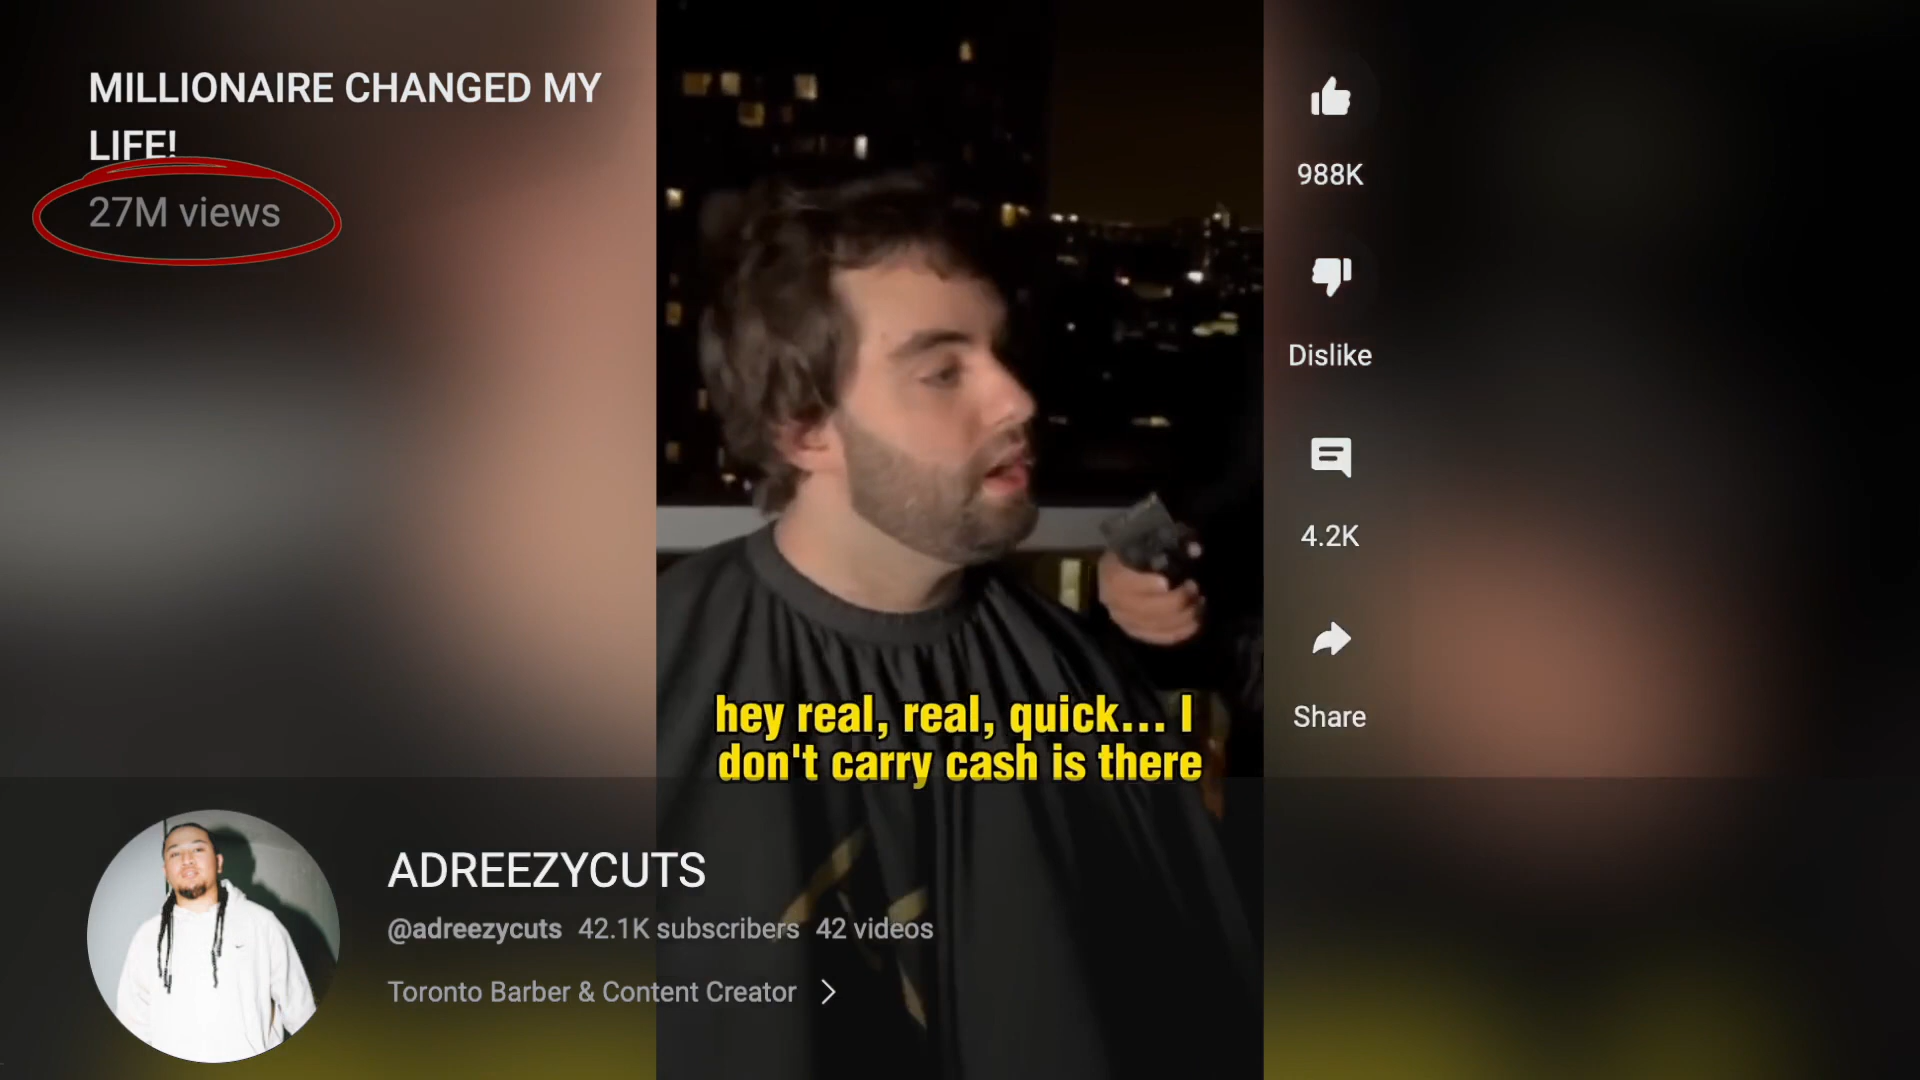 MILLIONAIRE CHANGED MY
LIFE!
27M views
988K
Dislike
4.2K
Share
hey real, real, quick... I
don't carry cash is there
ADREEZYCUTS
@adreezycuts 42.1K subscribers 42 videos
Toronto Barber & Content Creator